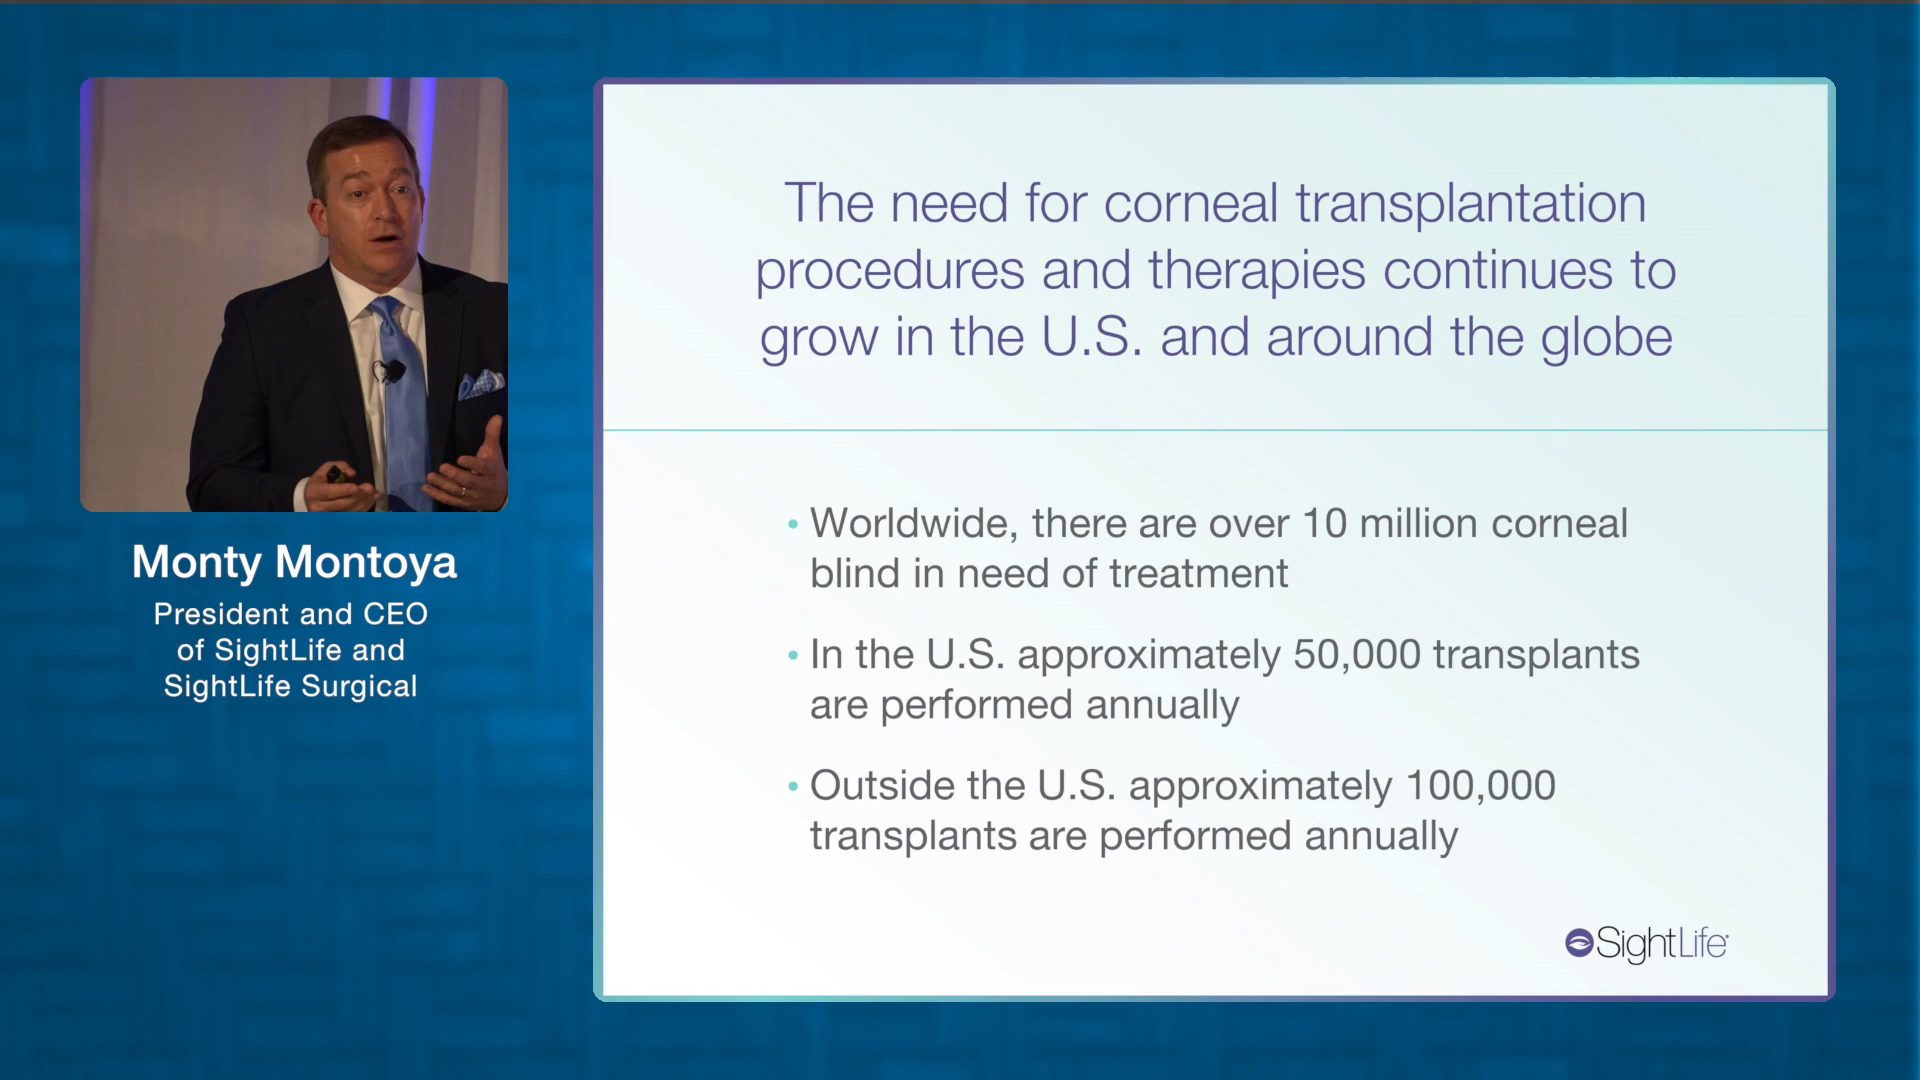 Monty Montoya
President and CEO
of SightLife and
SightLife Surgical
The need for corneal transplantation
procedures and therapies continues to
grow in the U.S. and around the globe
• Worldwide, there are over 10 million corneal
blind in need of treatment
• In the U.S. approximately 50,000 transplants
are performed annually
• Outside the U.S. approximately 100,000
transplants are performed annually
SightLife